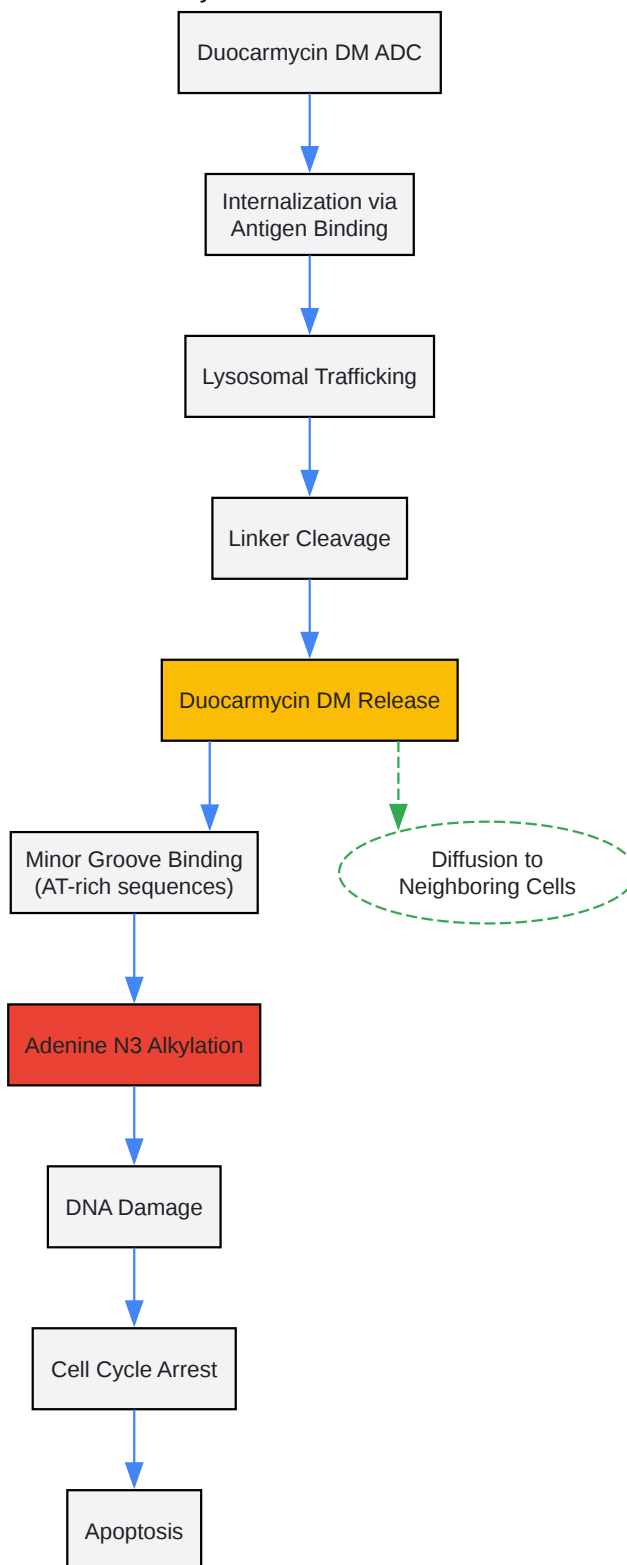 Duocarmycin DM ADC
Internalization via
Antigen Binding
Lysosomal Trafficking
Linker Cleavage
Duocarmycin DM Release
Minor Groove Binding
(AT-rich sequences)
Diffusion to
Neighboring Cells
Adenine N3 Alkylation
DNA Damage
Cell Cycle Arrest
Apoptosis